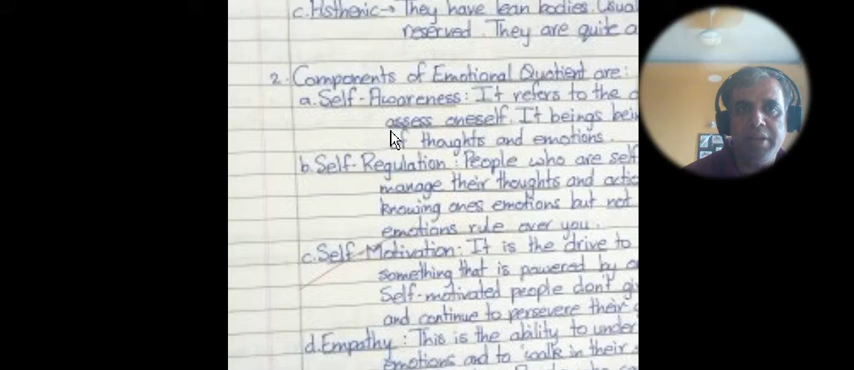 c. Asthenic → They have lean bodies. Usual
reserved. They are quite a
2. Components of Emotional Quotient are:
a. Self-Awareness: It refers to the a
assess oneself. It beings bei
of thoughts and emotions.
b. Self-Regulation: People who are self
manage their thoughts and actio
knowing ones emotions but not
emotions rule over you.
c. Self-Motivation: It is the drive to
something that is powered by a
Self-motivated people don't gi
and continue to persevere their
d. Empathy: This is the ability to under
emotions and to 'walk in their